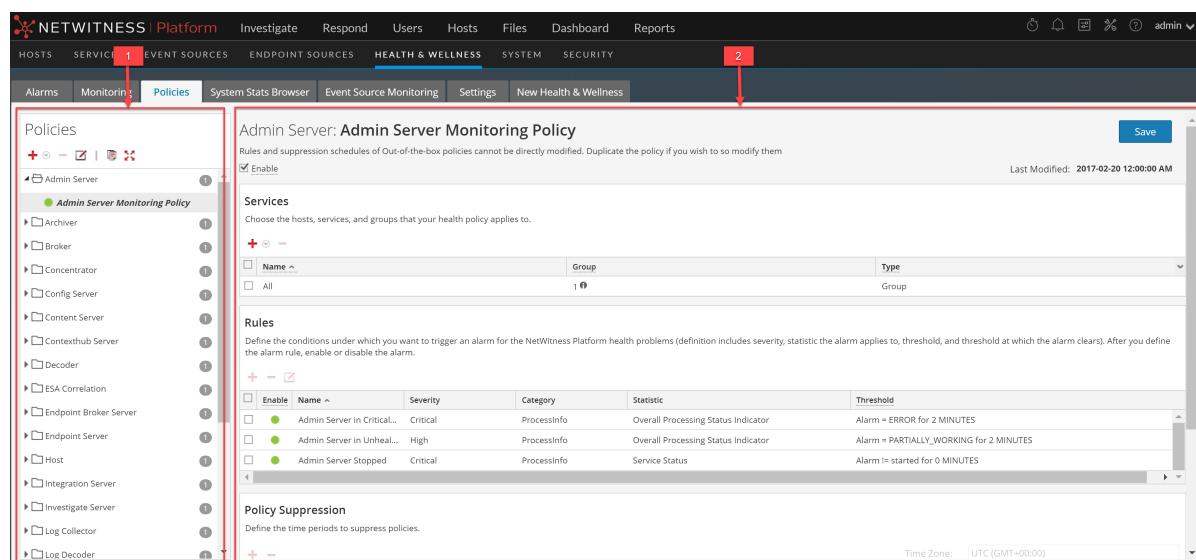 NETWITNESS | Platform Investigate Respond Users Hosts Files Dashboard Reports admin
HOSTS SERVIC 1 EVENT SOURCES ENDPOINT SOURCES HEALTH & WELLNESS SYSTEM SECURITY 2
Alarms Monitoring Policies System Stats Browser Event Source Monitoring Settings New Health & Wellness
Policies
Admin Server 1
Admin Server Monitoring Policy
Archiver 1
Broker 1
Concentrator 1
Config Server 1
Content Server 1
Contexthub Server 1
Decoder 1
ESA Correlation 1
Endpoint Broker Server 1
Endpoint Server 1
Host 1
Integration Server 1
Investigate Server 1
Log Collector 1
Log Decoder
Admin Server: Admin Server Monitoring Policy Save
Rules and suppression schedules of Out-of-the-box policies cannot be directly modified. Duplicate the policy if you wish to so modify them
Enable Last Modified: 2017-02-20 12:00:00 AM
Services
Choose the hosts, services, and groups that your health policy applies to.
Name Group Type
All 1 Group
Rules
Define the conditions under which you want to trigger an alarm for the NetWitness Platform health problems (definition includes severity, statistic the alarm applies to, threshold, and threshold at which the alarm clears). After you define
the alarm rule, enable or disable the alarm.
Enable Name Severity Category Statistic Threshold
Admin Server in Critical... Critical ProcessInfo Overall Processing Status Indicator Alarm = ERROR for 2 MINUTES
Admin Server in Unheal... High ProcessInfo Overall Processing Status Indicator Alarm = PARTIALLY_WORKING for 2 MINUTES
Admin Server Stopped Critical ProcessInfo Service Status Alarm != started for 0 MINUTES
Policy Suppression
Define the time periods to suppress policies.
Time Zone: UTC (GMT+00:00)